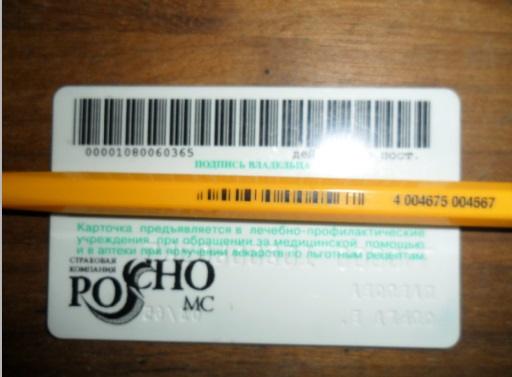 00001080060365
ПОДПИСЬ ВЛАДЕЛЬЦА
4 004675 004567
Карточка предъявляется в лечебно-профилактические
учреждения при обращении за медицинской помощью
и в аптеки при получении лекарств по льготным рецептам.
СТРАХОВАЯ
КОМПАНИЯ
РОСНО
МС